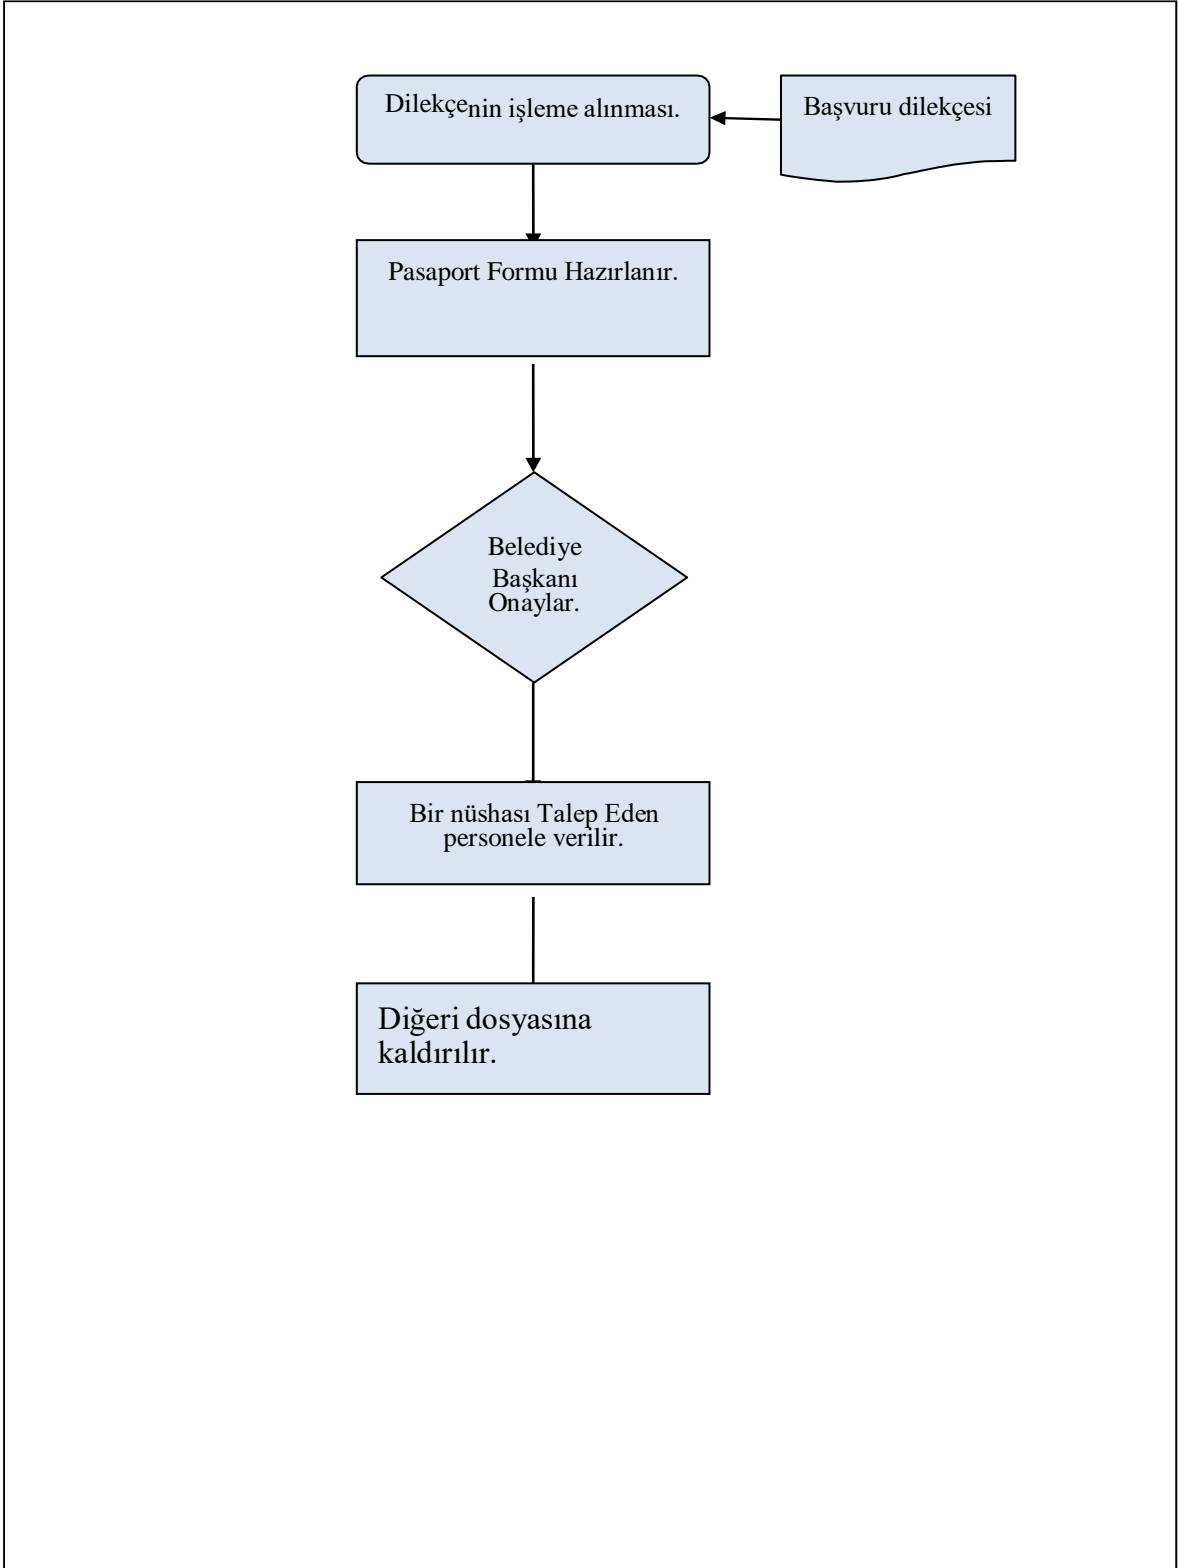 Dilekçenin işleme alınması.
Başvuru dilekçesi
Pasaport Formu Hazırlanır.
Belediye
Başkanı
Onaylar.
Bir nüshası Talep Eden
personele verilir.
Diğeri dosyasına
kaldırılır.